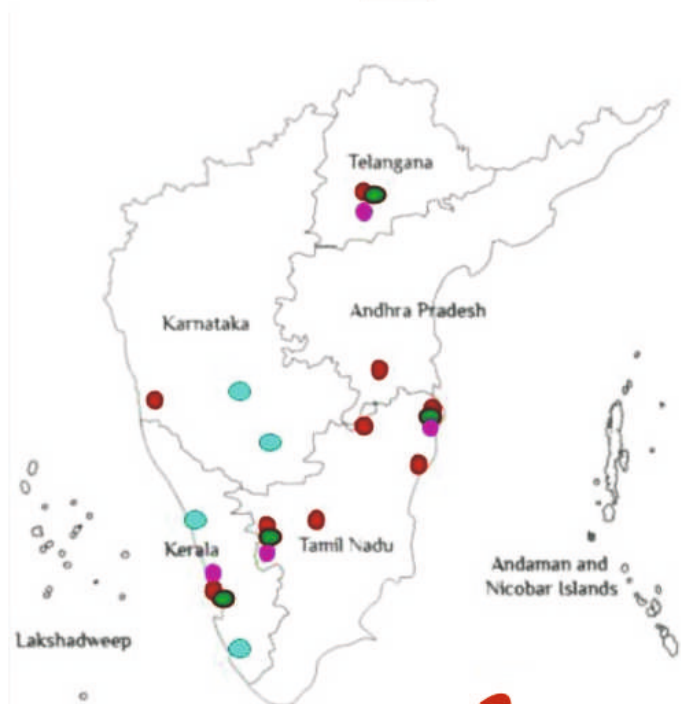 Telangana
Andhra Pradesh
Karnataka
Tamil Nadu
Kerala
Andaman and
Nicobar Islands
Lakshadweep